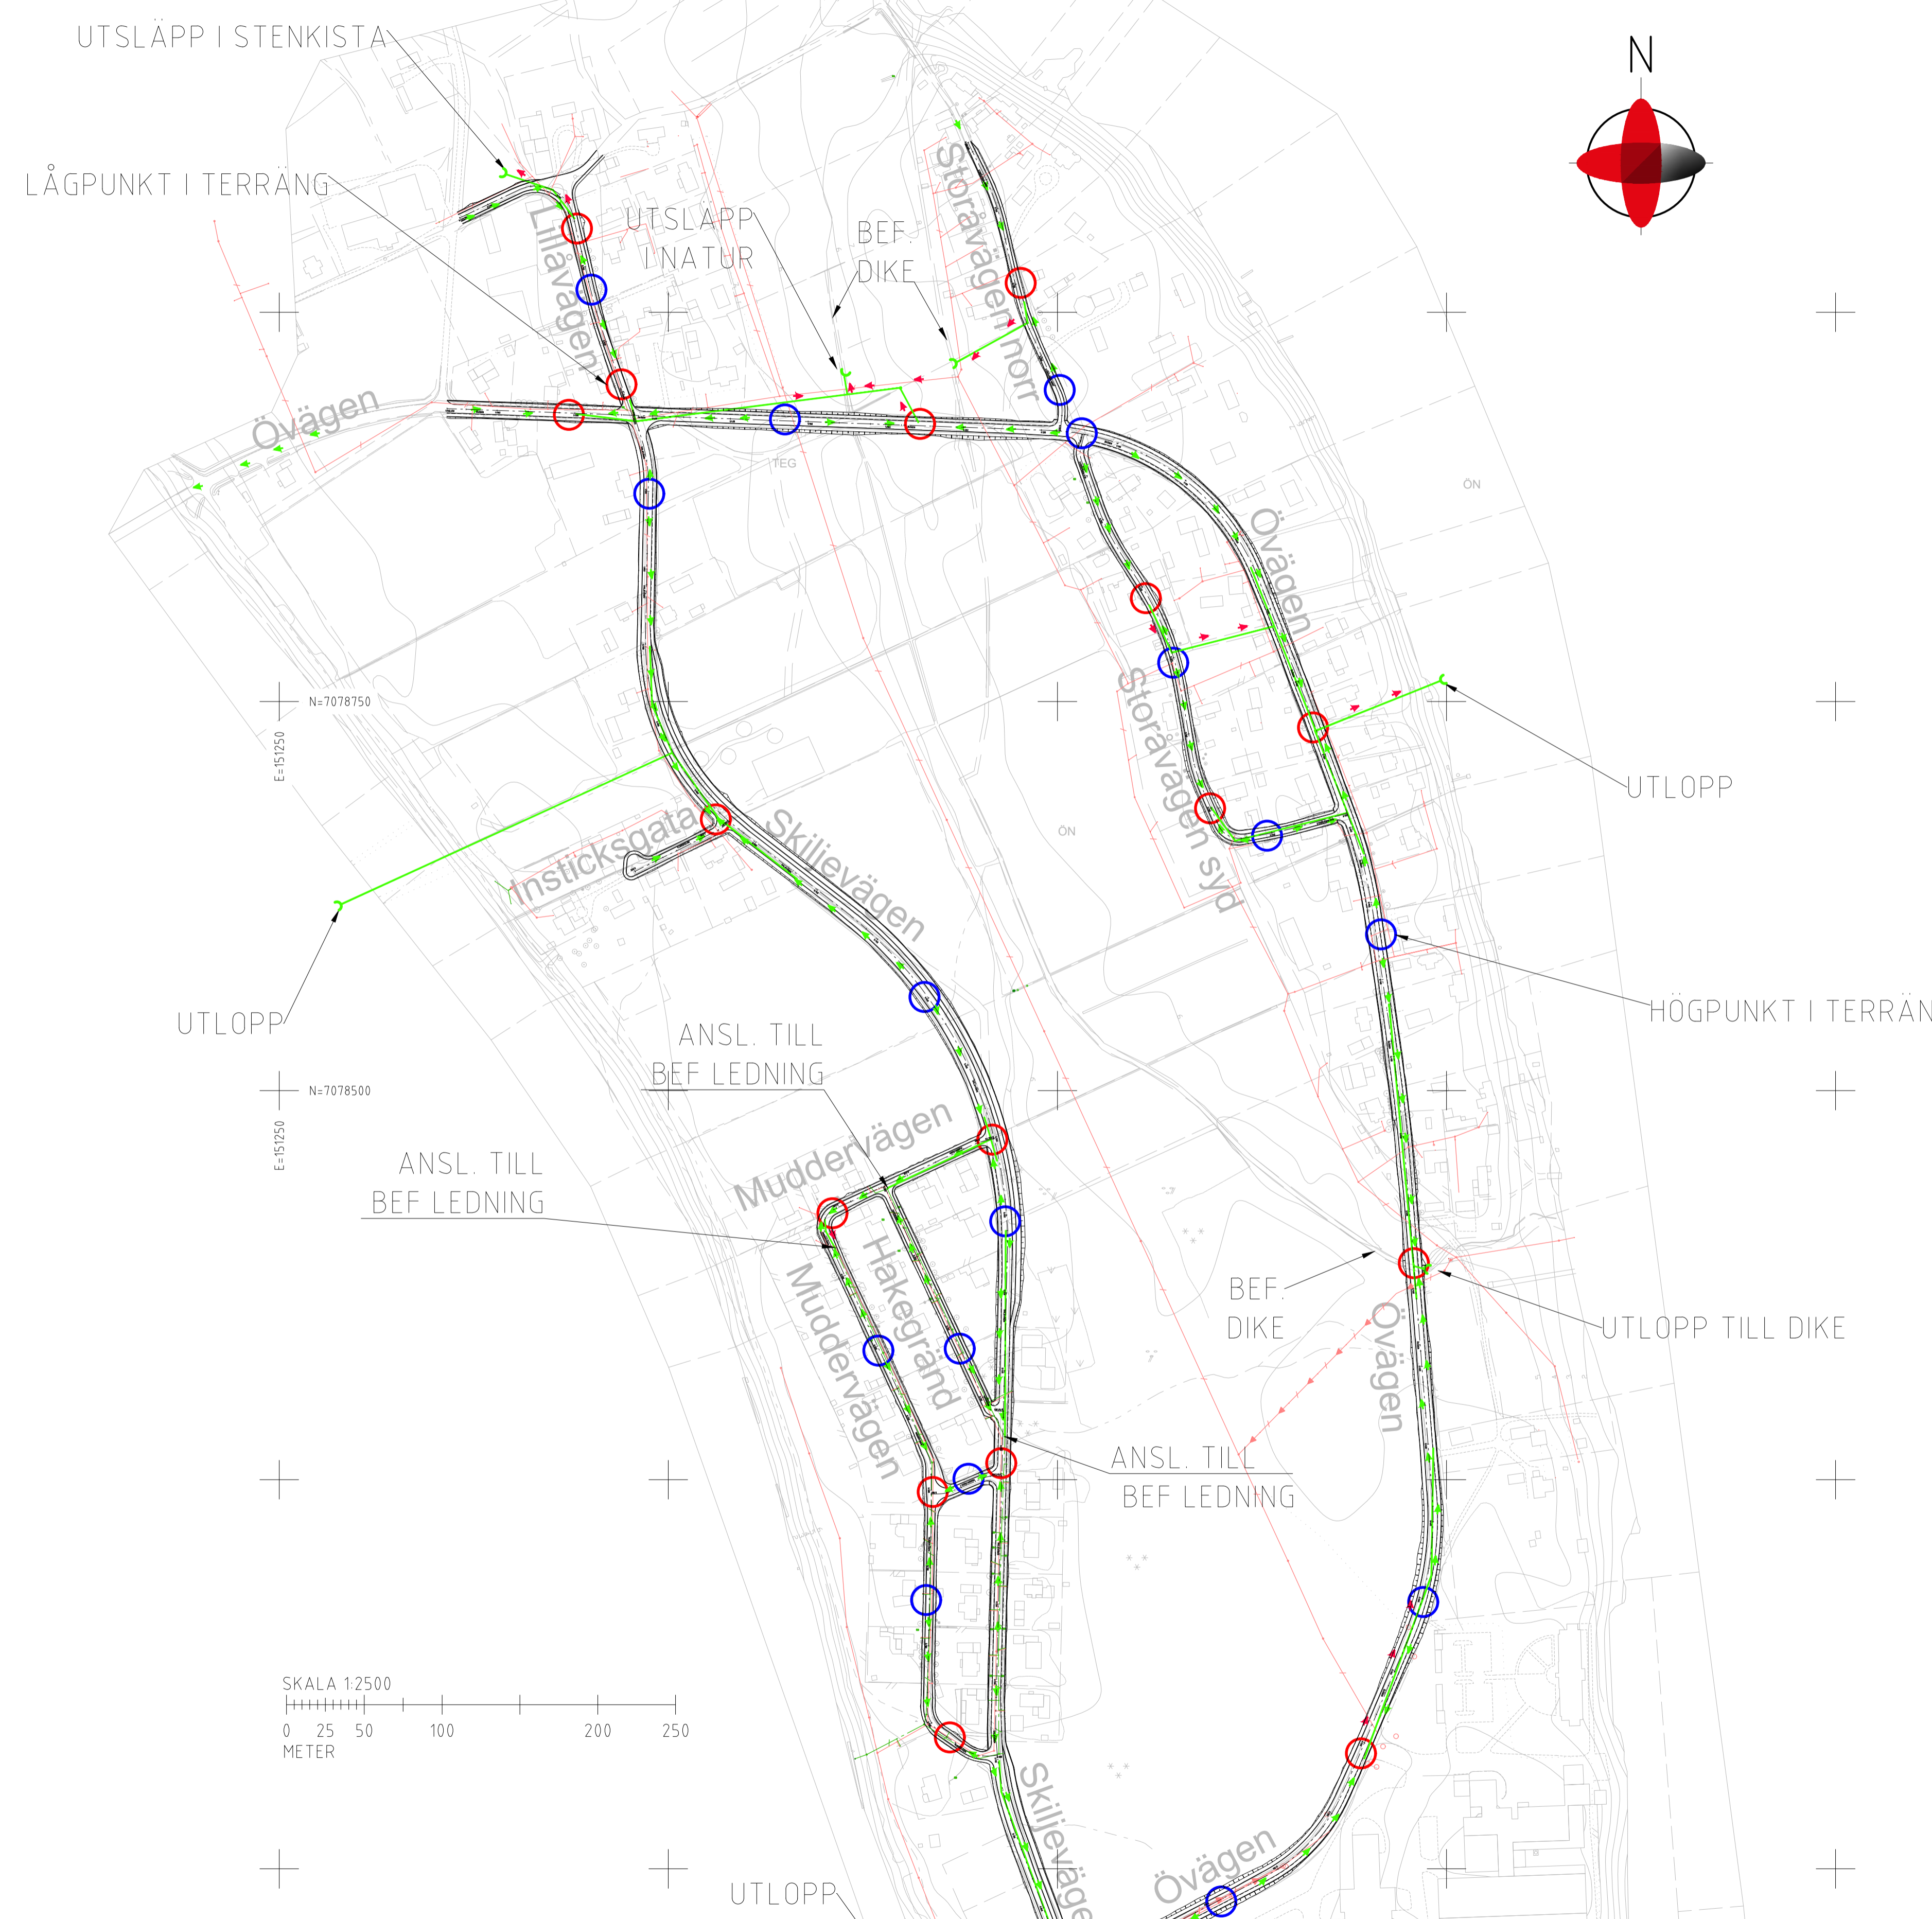 UTSLÄPP I STENKISTA
N
LÅGPUNKT I TERRÄNG
Storåvägen norr
Lillåvägen
UTSLÄPP
I NATUR
BEF.
DIKE
Övägen
TEG
ÖN
Övägen
N=7078750
E=151250
Storåvägen syd
UTLOPP
ÖN
Skiljevägen
Insticksgata
UTLOPP
HÖGPUNKT I TERRÄN
ANSL. TILL
BEF LEDNING
N=7078500
E=151250
Muddervägen
ANSL. TILL
BEF LEDNING
Hakegränd
Muddervägen
BEF.
DIKE
UTLOPP TILL DIKE
Övägen
ANSL. TILL
BEF LEDNING
SKALA 1:2500
0 25 50 100 200 250
METER
Skiljeväge
Övägen
UTLOPP